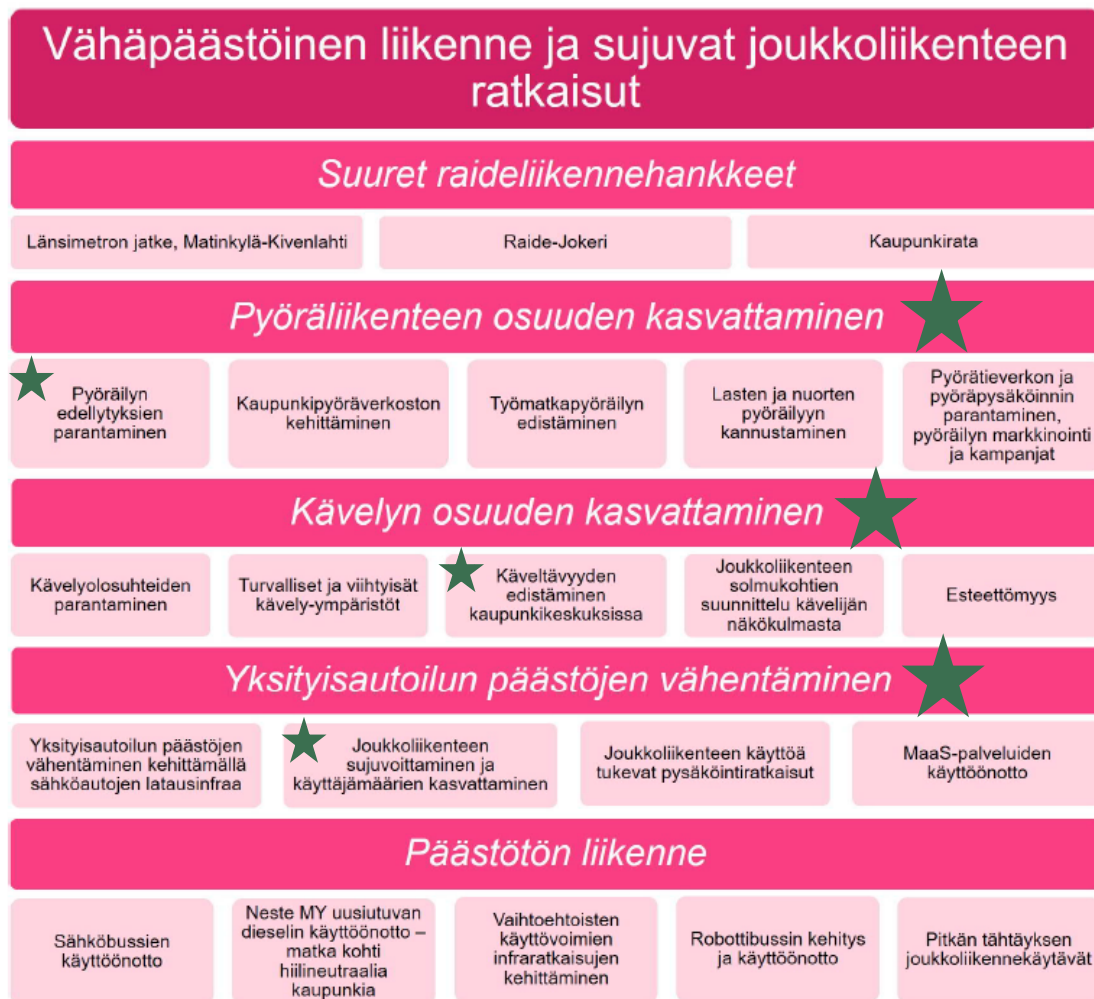 Vähäpäästöinen liikenne ja sujuvat joukkoliikenteen
ratkaisut
Suuret raideliikennehankkeet
Länsimetron jatke, Matinkylä-Kivenlahti
Raide-Jokeri
Kaupunkirata
Pyöräliikenteen osuuden kasvattaminen
Pyöräilyn
edellytyksien
parantaminen
Kaupunkipyöräverkoston
kehittäminen
Työmatkapyöräilyn
edistäminen
Lasten ja nuorten
pyöräilyyn
kannustaminen
Pyörätieverkon ja
pyöräpysäköinnin
parantaminen,
pyöräilyn markkinointi
ja kampanjat
Kävelyn osuuden kasvattaminen
Kävelyolosuhteiden
parantaminen
Turvalliset ja viihtyisät
kävely-ympäristöt
Käveltävyyden
edistäminen
kaupunkikeskuksissa
Joukkoliikenteen
solmukohtien
suunnittelu kävelijän
näkökulmasta
Esteettömyys
Yksityisautoilun päästöjen vähentäminen
Yksityisautoilun päästöjen
vähentäminen kehittämällä
sähköautojen latausinfraa
Joukkoliikenteen
sujuvoittaminen ja
käyttäjämäärien kasvattaminen
Joukkoliikenteen käyttöä
tukevat pysäköintiratkaisut
MaaS-palveluiden
käyttöönotto
Päästötön liikenne
Sähköbussien
käyttöönotto
Neste MY uusiutuvan
dieselin käyttöönotto –
matka kohti
hiilineutraalia
kaupunkia
Vaihtoehtoisten
käyttövoimien
infraratkaisujen
kehittäminen
Robottibussin kehitys
ja käyttöönotto
Pitkän tähtäyksen
joukkoliikennekäytävät